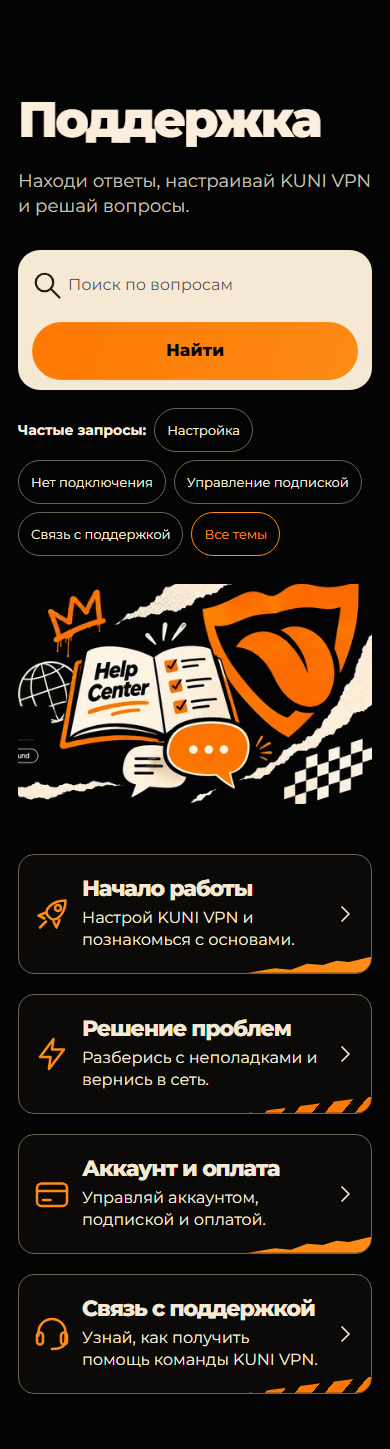 Поддержка
Находи ответы, настраивай KUNI VPN
и решай вопросы.
Поиск по вопросам
Найти
Частые запросы:
Настройка
Нет подключения
Управление подпиской
Связь с поддержкой
Все темы
Help
Center
und
Начало работы
Настрой KUNI VPN и
познакомься с основами.
Решение проблем
Разберись с неполадками и
вернись в сеть.
Аккаунт и оплата
Управляй аккаунтом,
подпиской и оплатой.
Связь с поддержкой
Узнай, как получить
помощь команды KUNI VPN.